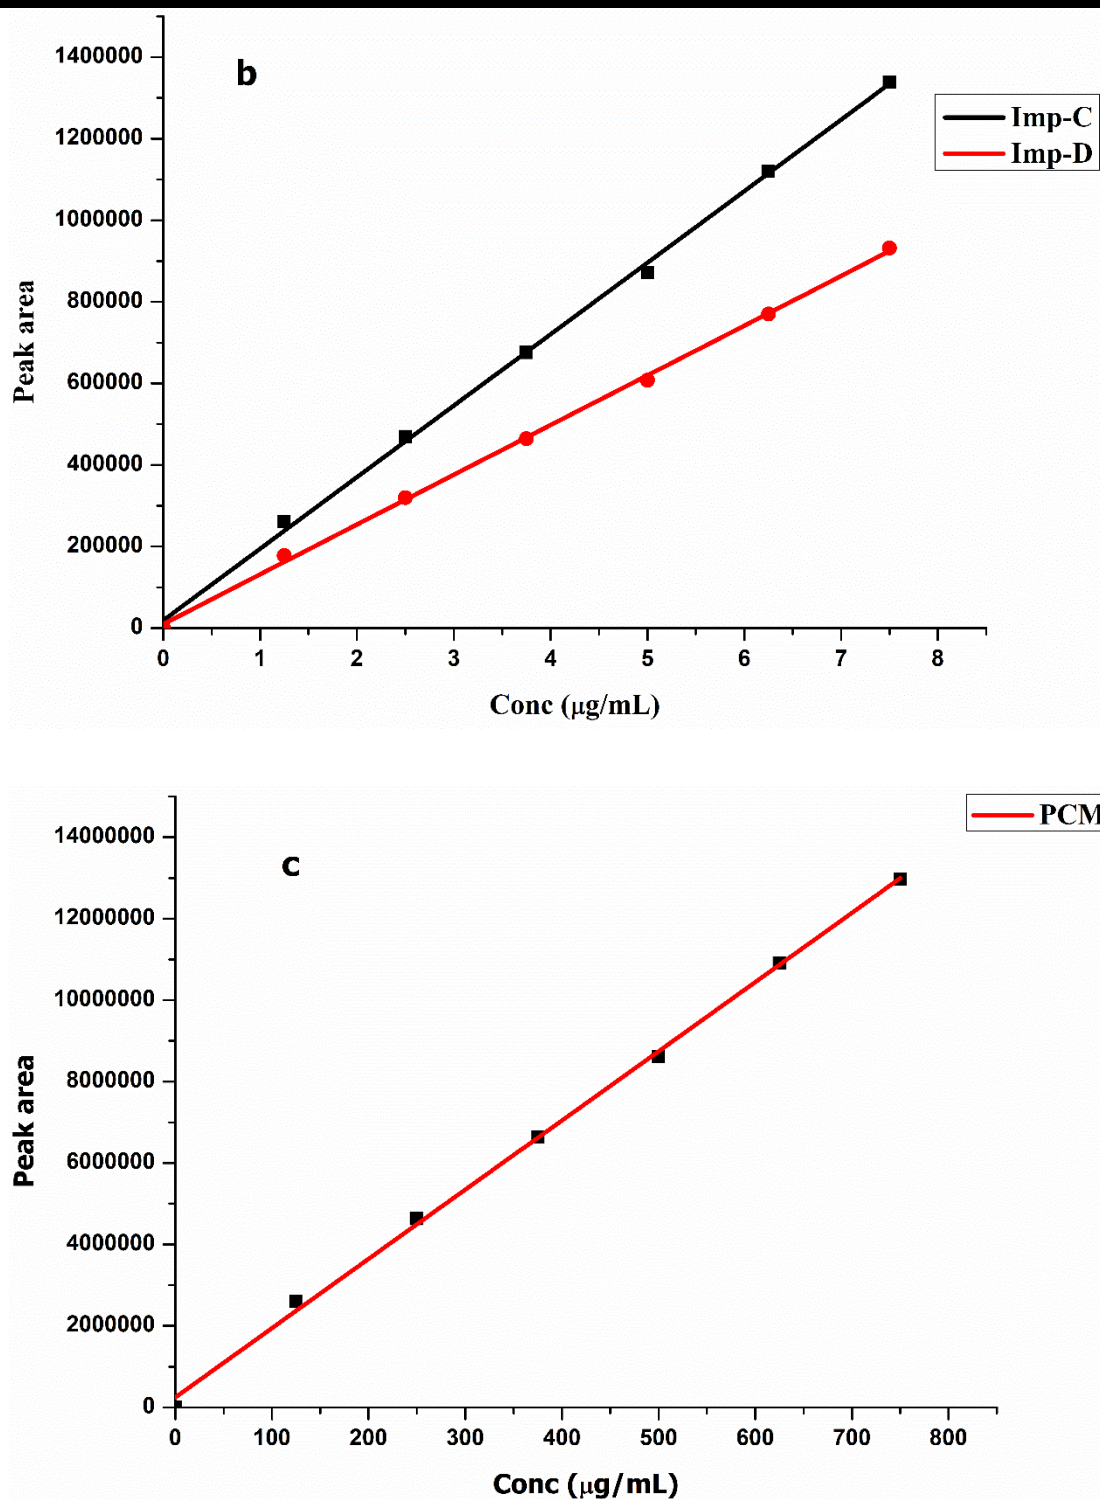 b
Imp-C
Imp-D
1400000
1200000
1000000
800000
600000
400000
200000
0
Peak area
0 1 2 3 4 5 6 7 8
Conc (μg/mL)
c
PCM
14000000
12000000
10000000
8000000
6000000
4000000
2000000
0
Peak area
0 100 200 300 400 500 600 700 800
Conc (μg/mL)